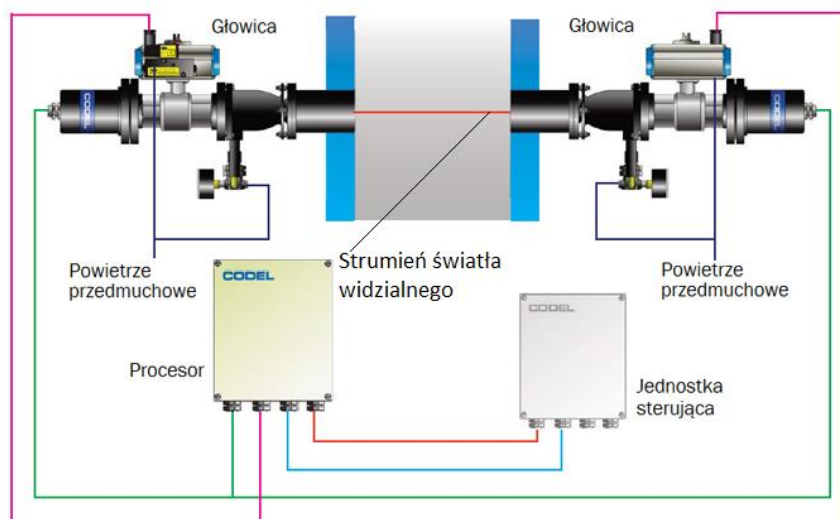 Głowica
Głowica
CODEL
CODEL
Strumień światła
widzialnego
Powietrze
przedmuchowe
Powietrze
przedmuchowe
CODEL
CODEL
Procesor
Jednostka
sterująca